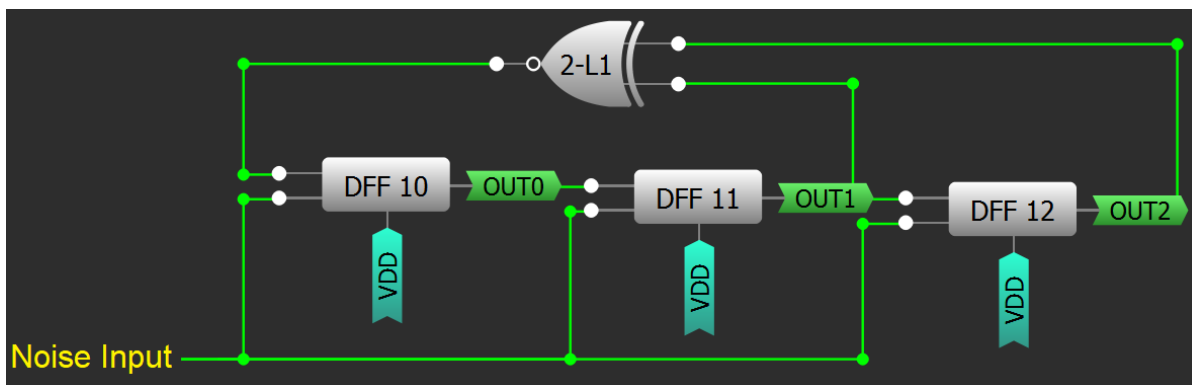 2-L1
DFF 10
OUT0
DFF 11
OUT1
DFF 12
OUT2
VDD
VDD
VDD
Noise Input